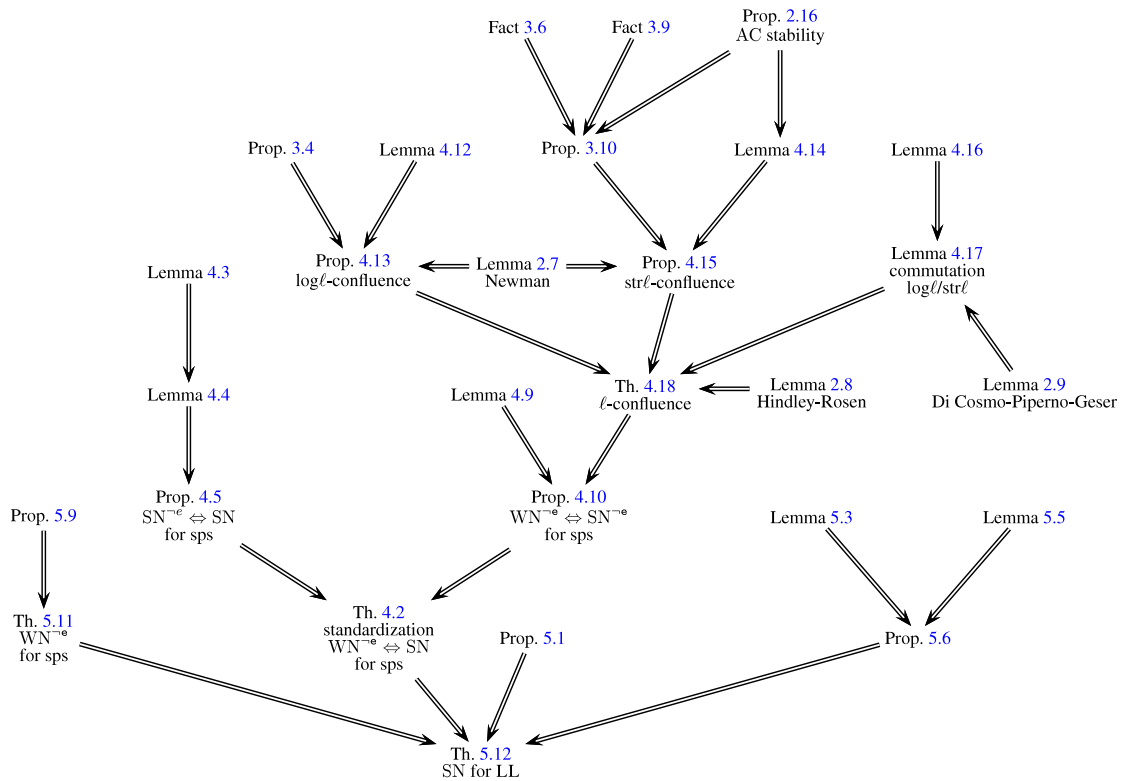 Prop. 2.16
AC stability
Fact 3.6
Fact 3.9
Prop. 3.4
Lemma 4.12
Prop. 3.10
Lemma 4.14
Lemma 4.16
Prop. 4.13
logℓ-confluence
Lemma 2.7
Newman
Prop. 4.15
strℓ-confluence
Lemma 4.17
commutation
logℓ/strℓ
Lemma 4.3
Lemma 4.4
Lemma 4.9
Th. 4.18
ℓ-confluence
Lemma 2.8
Hindley-Rosen
Lemma 2.9
Di Cosmo-Piperno-Geser
Prop. 5.9
Prop. 4.5
SN¬e ⇔ SN
for sps
Prop. 4.10
WN¬e ⇔ SN¬e
for sps
Lemma 5.3
Lemma 5.5
Th. 5.11
WN¬e
for sps
Th. 4.2
standardization
WN¬e ⇔ SN
for sps
Prop. 5.1
Prop. 5.6
Th. 5.12
SN for LL